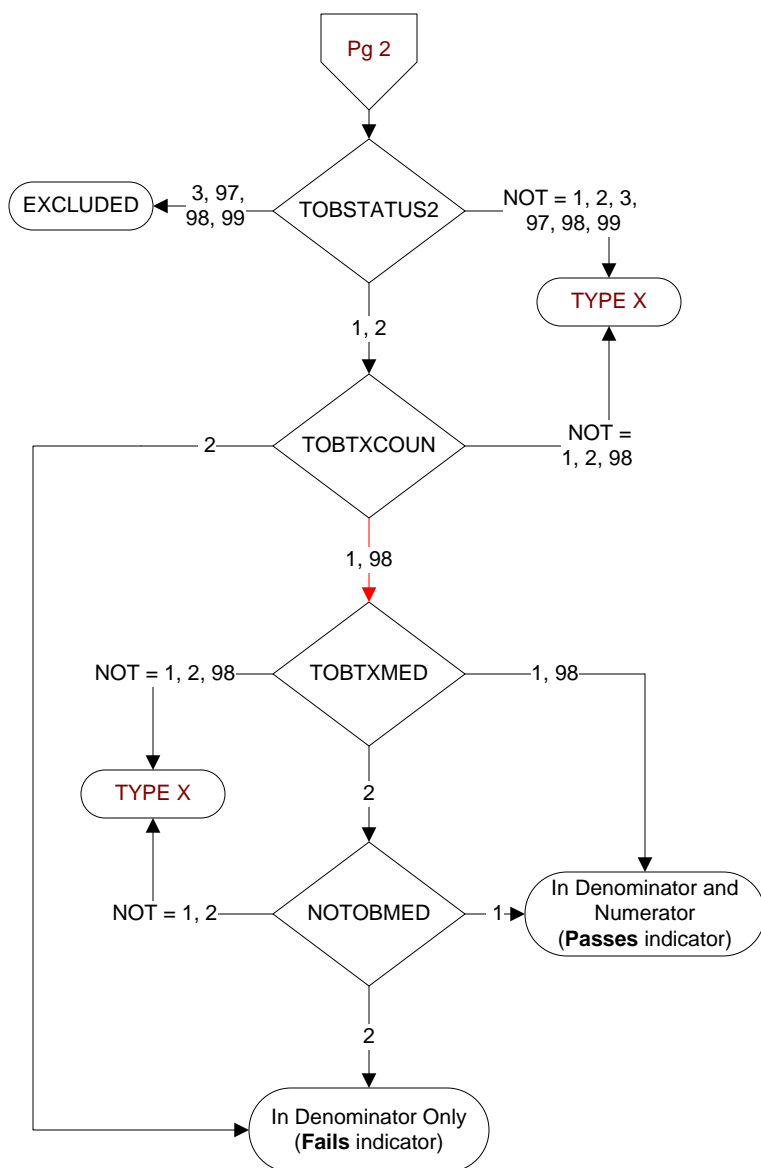 Pg 2
TOBSTATUS2
3, 97,
98, 99
EXCLUDED
NOT = 1, 2, 3,
97, 98, 99
TYPE X
1, 2
TOBTXCOUN
2
NOT =
1, 2, 98
1, 98
TOBTXMED
NOT = 1, 2, 98
1, 98
TYPE X
2
NOTOBMED
NOT = 1, 2
1
In Denominator and
Numerator
(Passes indicator)
2
In Denominator Only
(Fails indicator)